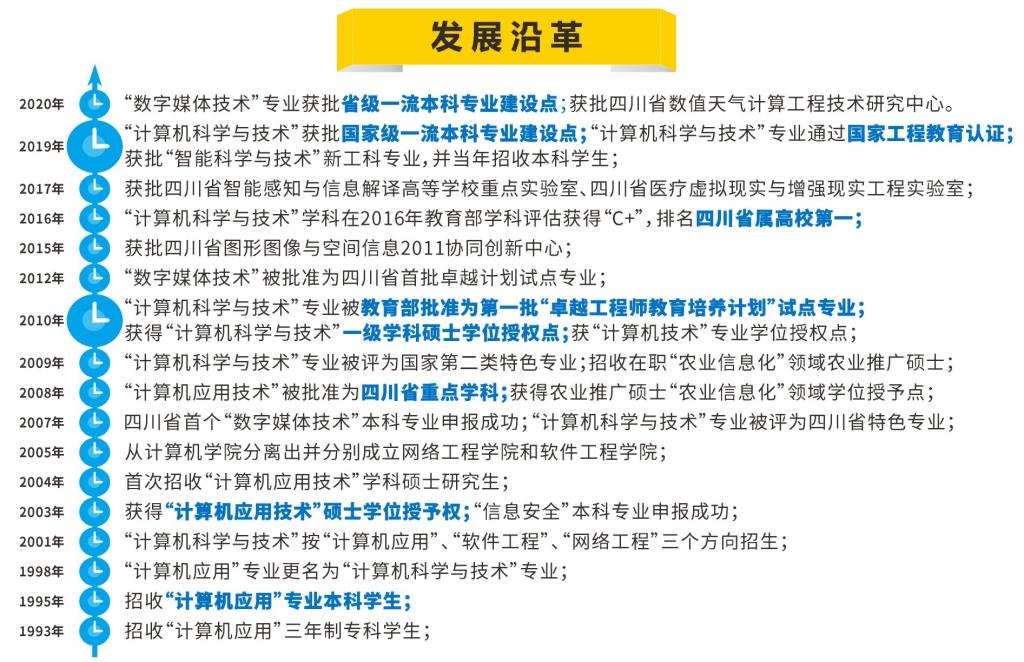 发展沿革
2020年 “数字媒体技术”专业获批省级一流本科专业建设点;获批四川省数值天气计算工程技术研究中心。
2019年 “计算机科学与技术”获批国家级一流本科专业建设点;“计算机科学与技术”专业通过国家工程教育认证;
获批“智能科学与技术”新工科专业,并当年招收本科学生;
2017年 获批四川省智能感知与信息解译高等学校重点实验室、四川省医疗虚拟现实与增强现实工程实验室;
2016年 “计算机科学与技术”学科在2016年教育部学科评估获得“C+”,排名四川省属高校第一;
2015年 获批四川省图形图像与空间信息2011协同创新中心;
2012年 “数字媒体技术”被批准为四川省首批卓越计划试点专业;
2010年 “计算机科学与技术”专业被教育部批准为第一批“卓越工程师教育培养计划”试点专业;
获得“计算机科学与技术”一级学科硕士学位授权点;获“计算机技术”专业学位授权点;
2009年 “计算机科学与技术”专业被评为国家第二类特色专业;招收在职“农业信息化”领域农业推广硕士;
2008年 “计算机应用技术”被批准为四川省重点学科;获得农业推广硕士“农业信息化”领域学位授予点;
2007年 四川省首个“数字媒体技术”本科专业申报成功;“计算机科学与技术”专业被评为四川省特色专业;
2005年 从计算机学院分离出并分别成立网络工程学院和软件工程学院;
2004年 首次招收“计算机应用技术”学科硕士研究生;
2003年 获得“计算机应用技术”硕士学位授予权;“信息安全”本科专业申报成功;
2001年 “计算机科学与技术”按“计算机应用”、“软件工程”、“网络工程”三个方向招生;
1998年 “计算机应用”专业更名为“计算机科学与技术”专业;
1995年 招收“计算机应用”专业本科学生;
1993年 招收“计算机应用”三年制专科学生;